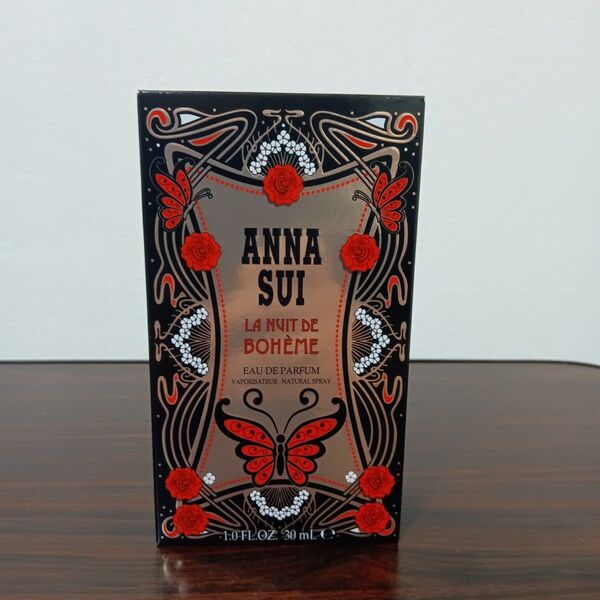 ANNA
SUI
LA NUIT DE
BOHÈME
EAU DE PARFUM
VAPORISATEUR NATURAL SPRAY
1.0 FL.OZ. 30 mL ℮